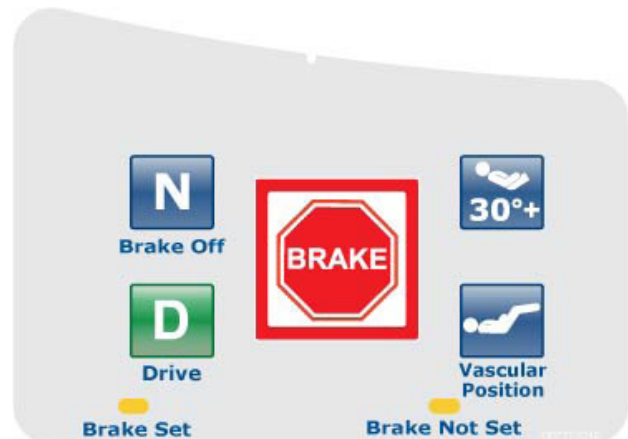 N
Brake Off
BRAKE
30°+
D
Drive
Vascular
Position
Brake Set
Brake Not Set